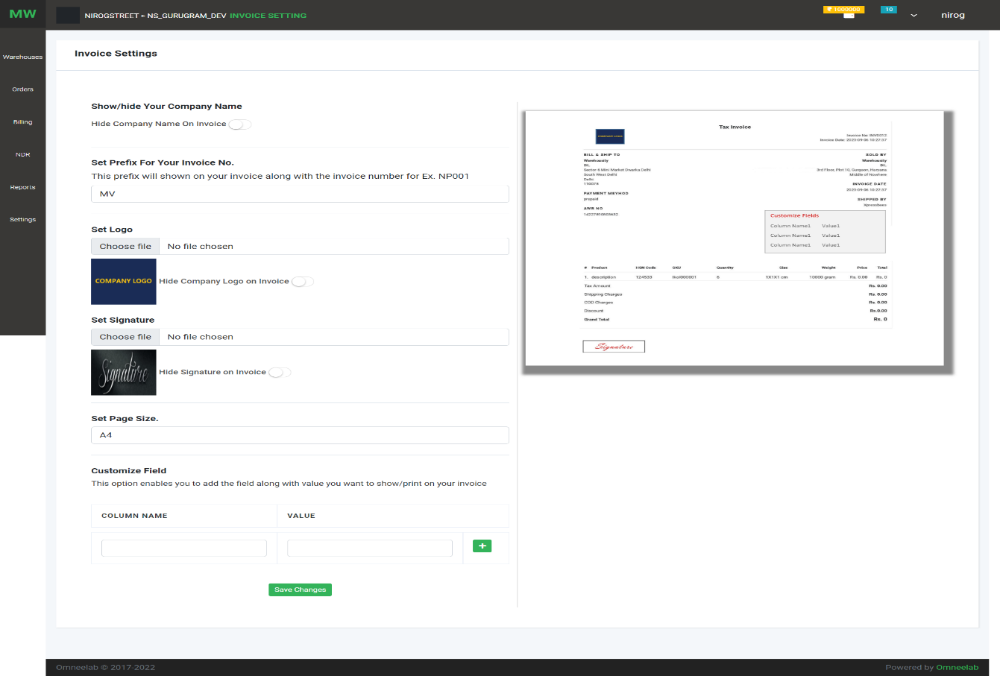 MW
NIROGSTREET > NS_GURUGRAM_DEV INVOICE SETTING
₹ 1000000
10
nirog
Warehouses
Orders
Billing
NDR
Reports
Settings
Invoice Settings
Show/hide Your Company Name
Hide Company Name On Invoice
Set Prefix For Your Invoice No.
This prefix will shown on your invoice along with the invoice number for Ex. NP001
MV
Set Logo
Choose file No file chosen
COMPANY LOGO
Hide Company Logo on Invoice
Set Signature
Choose file No file chosen
Signature
Hide Signature on Invoice
Set Page Size.
A4
Customize Field
This option enables you to add the field along with value you want to show/print on your invoice
COLUMN NAME VALUE
+
Save Changes
Tax Invoice
COMPANY LOGO
Invoice No: INV0012
Invoice Date: 2023-09-06 10:27:37
BILL & SHIP TO
Warehousity
BIL
Sector-6 Mini Market Dwarka Delhi
South West Delhi
Delhi
110075
PAYMENT MEYHOD
prepaid
AWB NO
14227890803632
SOLD BY
Warehousity
BIL
3rd Floor, Plot 10, Gurgaon, Haryana
Middle of Nowhere
INVOICE DATE
2023-09-06 10:27:37
SHIPPED BY
Xpressbees
Customize Fields
Column Name1 Value1
Column Name1 Value1
Column Name1 Value1
# Product HSN Code SKU Quantity Size Weight Price Total
1. description 124533 6 1X1X1 cm 10000 gram Rs. 0.00 Rs. 0
Tax Amount Rs. 0.00
Shipping Charges Rs. 0.00
COD Charges Rs. 0.00
Discount Rs.0.00
Grand Total Rs. 0
Signature
Omneelab © 2017-2022
Powered by Omneelab